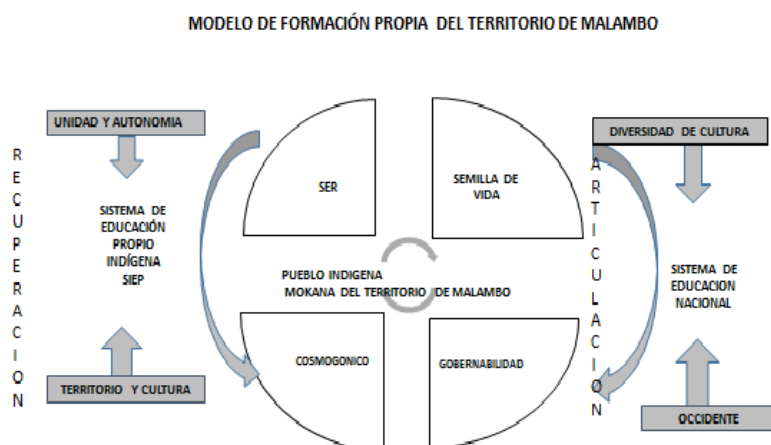 MODELO DE FORMACIÓN PROPIA DEL TERRITORIO DE MALAMBO
RECUPERACION
UNIDAD Y AUTONOMIA
SISTEMA DE
EDUCACIÓN
PROPIO
INDÍGENA
SIEP
TERRITORIO Y CULTURA
SER
SEMILLA DE
VIDA
PUEBLO INDIGENA
MOKANA DEL TERRITORIO DE MALAMBO
COSMOGONICO
GOBERNABILIDAD
ARTICULACION
DIVERSIDAD DE CULTURA
SISTEMA DE
EDUCACION
NACIONAL
OCCIDENTE